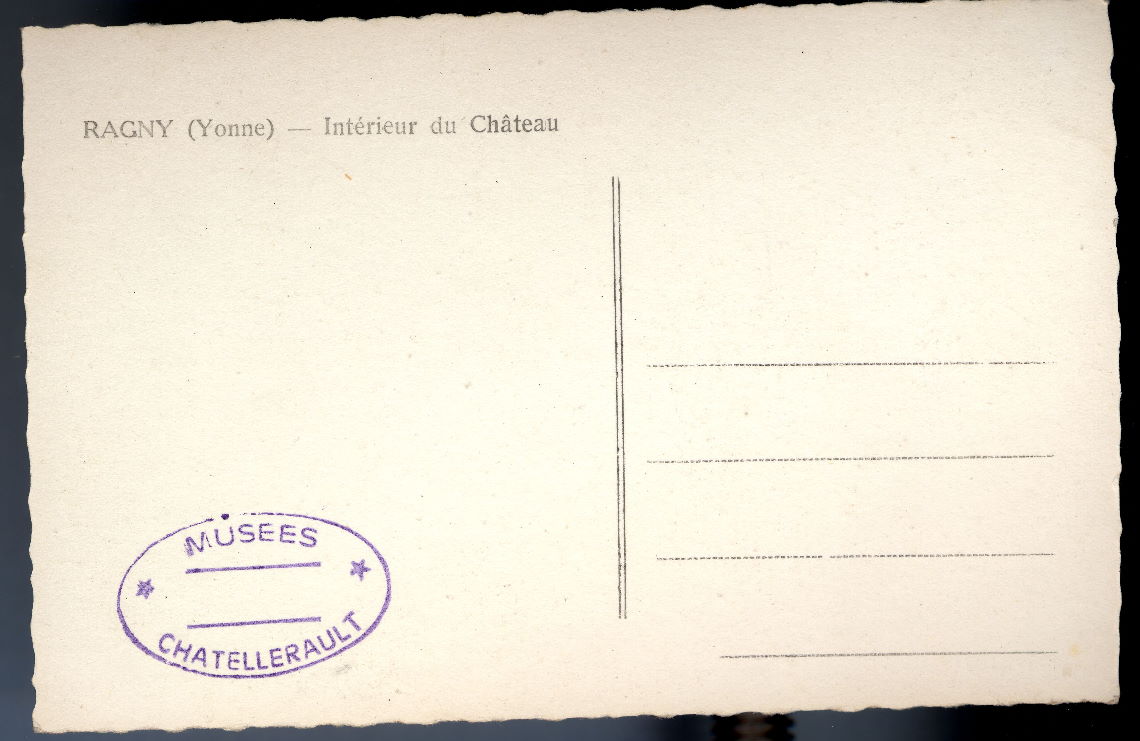 RAGNY (Yonne) — Intérieur du Château
MUSEES
CHATELLERAULT